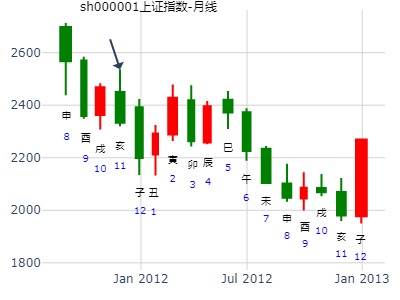 sh000001上证指数-月线
2600
2400
2200
2000
1800
申
8
酉
9
戌
10
亥
11
子
12
丑
1
寅
2
卯
3
辰
4
巳
5
午
6
未
7
申
8
酉
9
戌
10
亥
11
子
12
Jan 2012
Jul 2012
Jan 2013